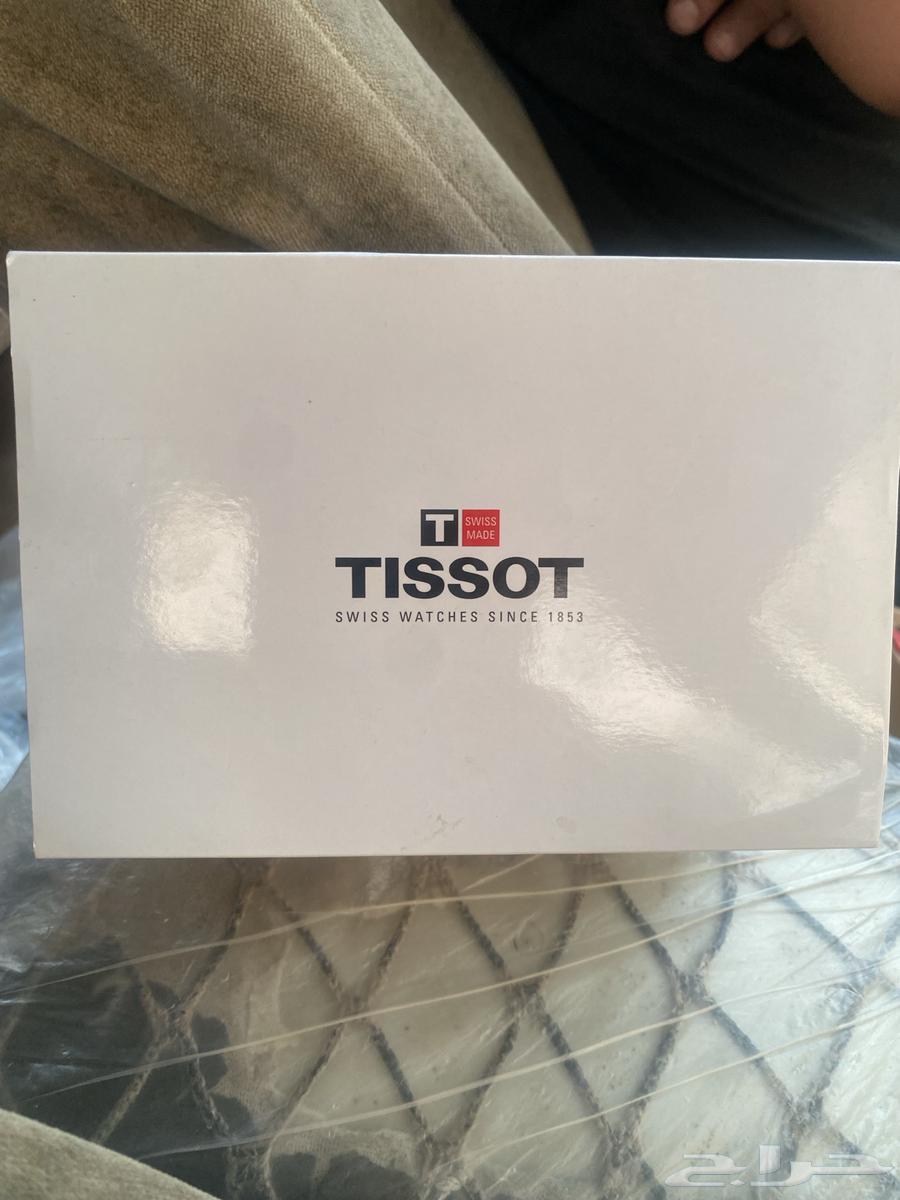 T SWISS
MADE
TISSOT
SWISS WATCHES SINCE 1853
حراج